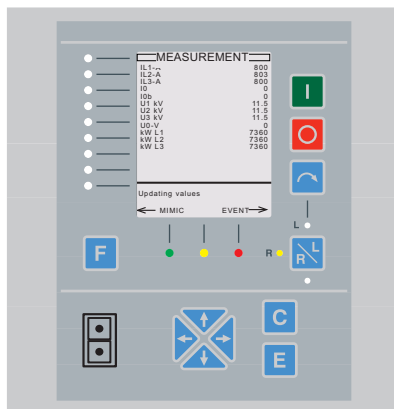 MEASUREMENT
IL1-A 800
IL2-A 803
IL3-A 800
I0 0
I0b 0
U1 kV 11.5
U2 kV 11.5
U3 kV 11.5
U0-V 0
kW L1 7360
kW L2 7360
kW L3 7360
Updating values
MIMIC EVENT
I
L
F
R
R L
C
E